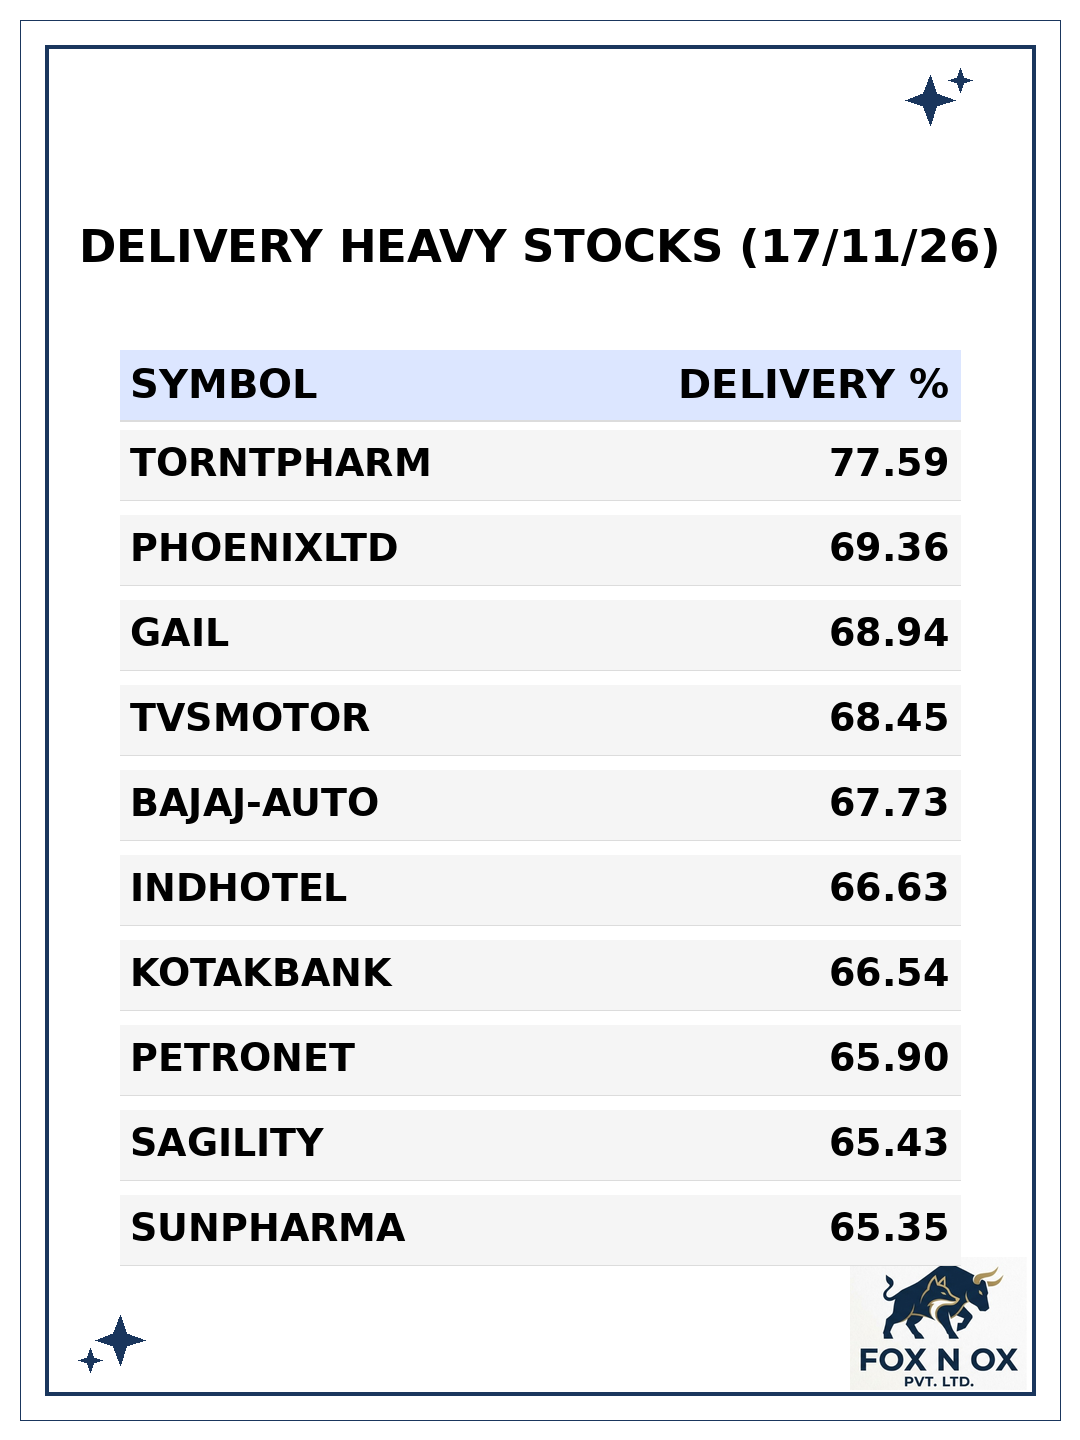 DELIVERY HEAVY STOCKS (17/11/26)
SYMBOL DELIVERY %
TORNTPHARM 77.59
PHOENIXLTD 69.36
GAIL 68.94
TVSMOTOR 68.45
BAJAJ-AUTO 67.73
INDHOTEL 66.63
KOTAKBANK 66.54
PETRONET 65.90
SAGILITY 65.43
SUNPHARMA 65.35
FOX N OX
PVT. LTD.